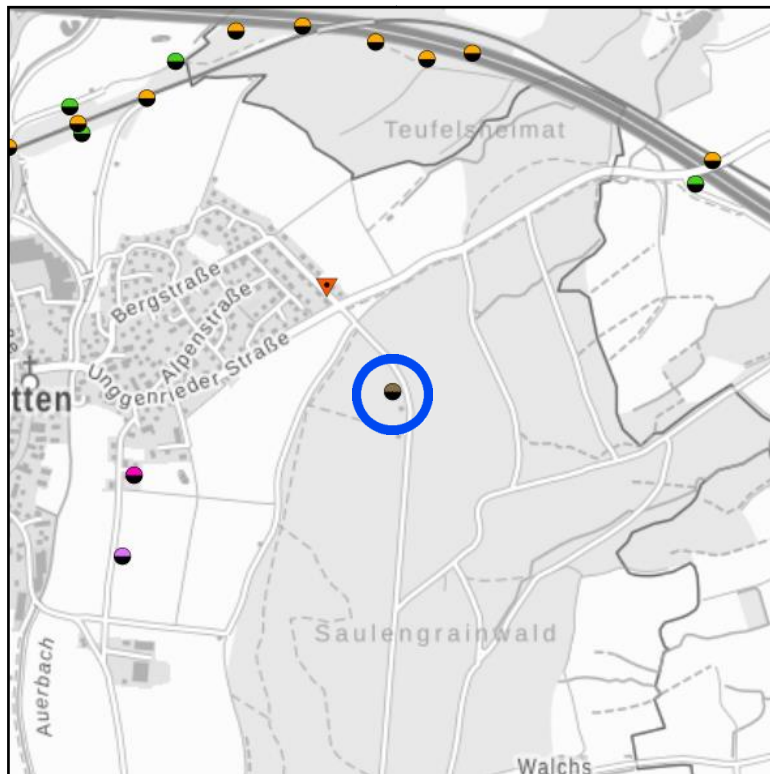 Teufelsheimat
Bergstraße
Alpenstraße
Unggenrieder Straße
tten
Saulengrainwald
Auerbach
Walchs